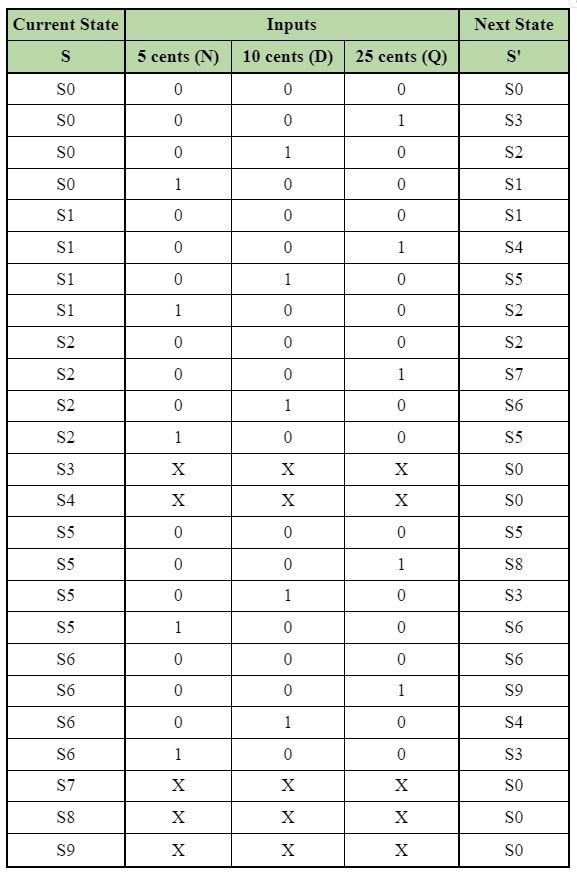 Current State Inputs Next State
S 5 cents (N) 10 cents (D) 25 cents (Q) S'
S0 0 0 0 S0
S0 0 0 1 S3
S0 0 1 0 S2
S0 1 0 0 S1
S1 0 0 0 S1
S1 0 0 1 S4
S1 0 1 0 S5
S1 1 0 0 S2
S2 0 0 0 S2
S2 0 0 1 S7
S2 0 1 0 S6
S2 1 0 0 S5
S3 X X X S0
S4 X X X S0
S5 0 0 0 S5
S5 0 0 1 S8
S5 0 1 0 S3
S5 1 0 0 S6
S6 0 0 0 S6
S6 0 0 1 S9
S6 0 1 0 S4
S6 1 0 0 S3
S7 X X X S0
S8 X X X S0
S9 X X X S0